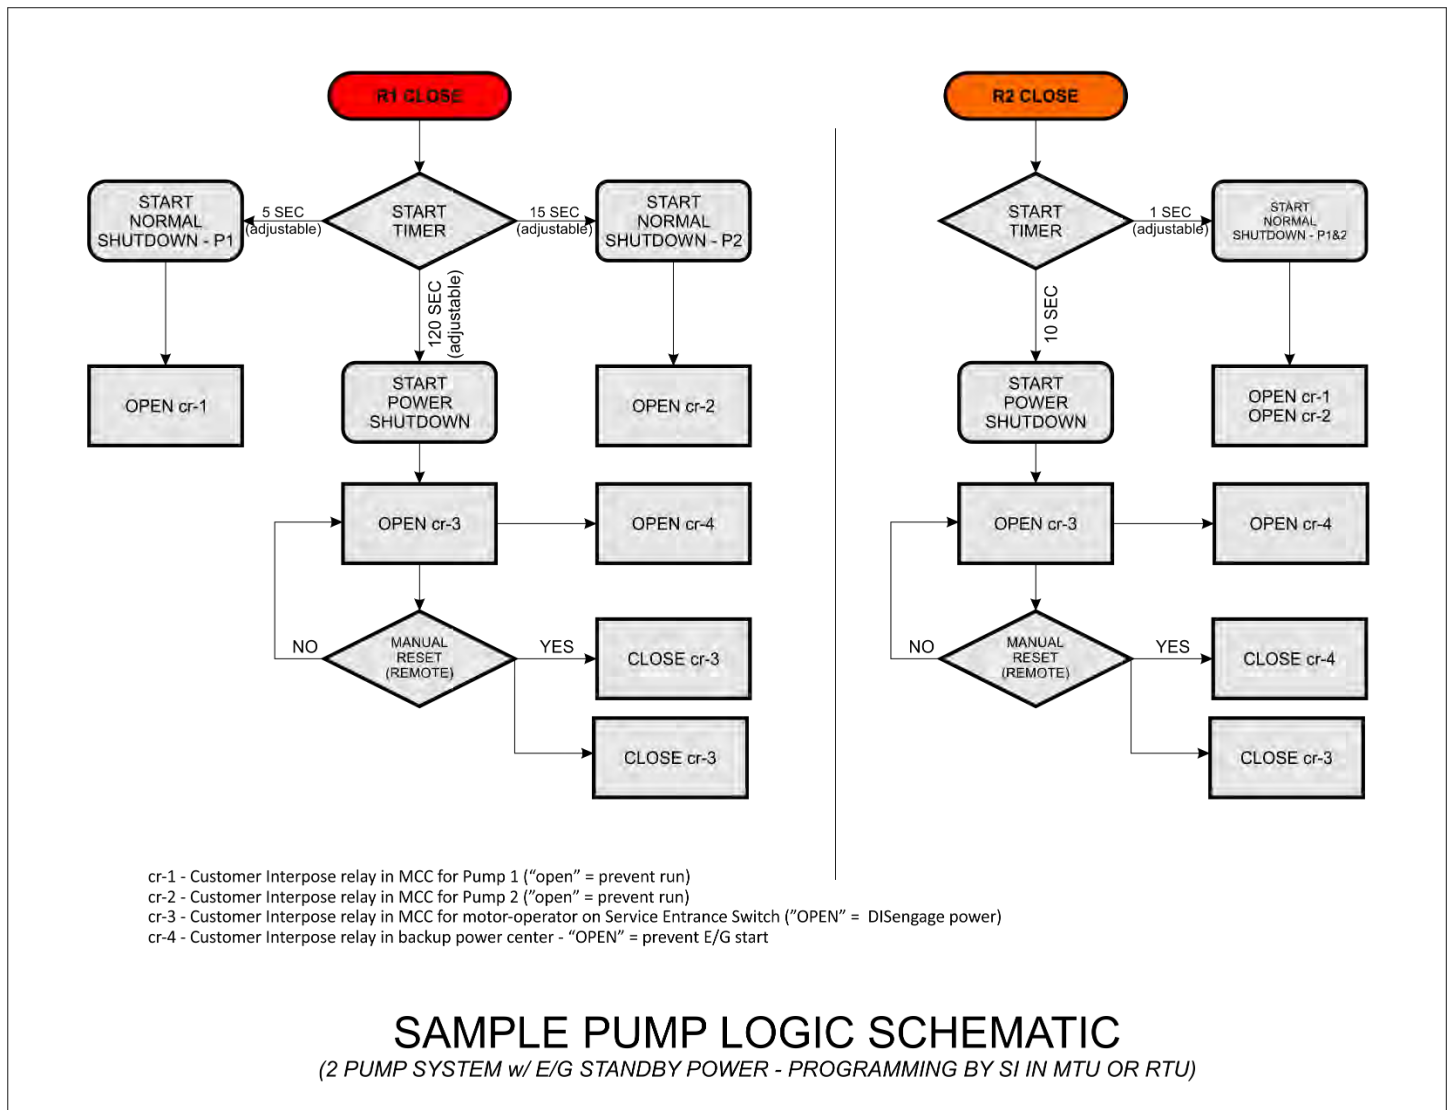 R1 CLOSE
START
NORMAL
SHUTDOWN - P1
5 SEC
(adjustable)
START
TIMER
15 SEC
(adjustable)
START
NORMAL
SHUTDOWN - P2
120 SEC
(adjustable)
OPEN cr-1
START
POWER
SHUTDOWN
OPEN cr-2
OPEN cr-3
OPEN cr-4
NO
MANUAL
RESET
(REMOTE)
YES
CLOSE cr-3
CLOSE cr-3
R2 CLOSE
START
TIMER
1 SEC
(adjustable)
START
NORMAL
SHUTDOWN - P1&2
10 SEC
START
POWER
SHUTDOWN
OPEN cr-1
OPEN cr-2
OPEN cr-3
OPEN cr-4
NO
MANUAL
RESET
(REMOTE)
YES
CLOSE cr-4
CLOSE cr-3
cr-1 - Customer Interpose relay in MCC for Pump 1 (“open” = prevent run)
cr-2 - Customer Interpose relay in MCC for Pump 2 (”open” = prevent run)
cr-3 - Customer Interpose relay in MCC for motor-operator on Service Entrance Switch (”OPEN” = DISengage power)
cr-4 - Customer Interpose relay in backup power center - “OPEN” = prevent E/G start
SAMPLE PUMP LOGIC SCHEMATIC
(2 PUMP SYSTEM w/ E/G STANDBY POWER - PROGRAMMING BY SI IN MTU OR RTU)